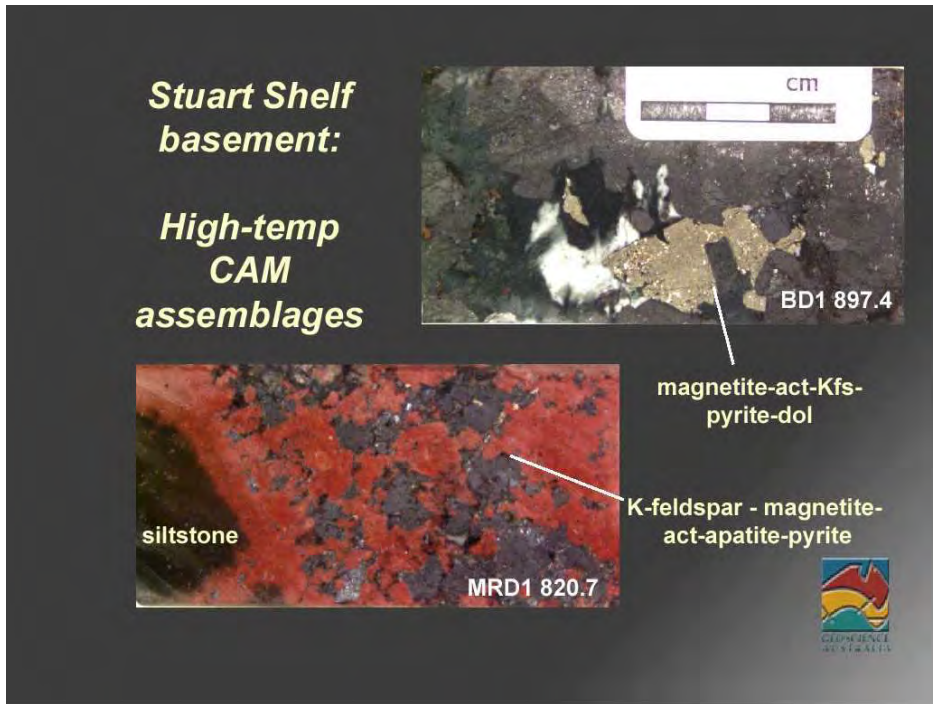 Stuart Shelf
basement:
High-temp
CAM
assemblages
cm
BD1 897.4
magnetite-act-Kfs-
pyrite-dol
K-feldspar - magnetite-
act-apatite-pyrite
siltstone
MRD1 820.7
GEOSCIENCE
AUSTRALIA